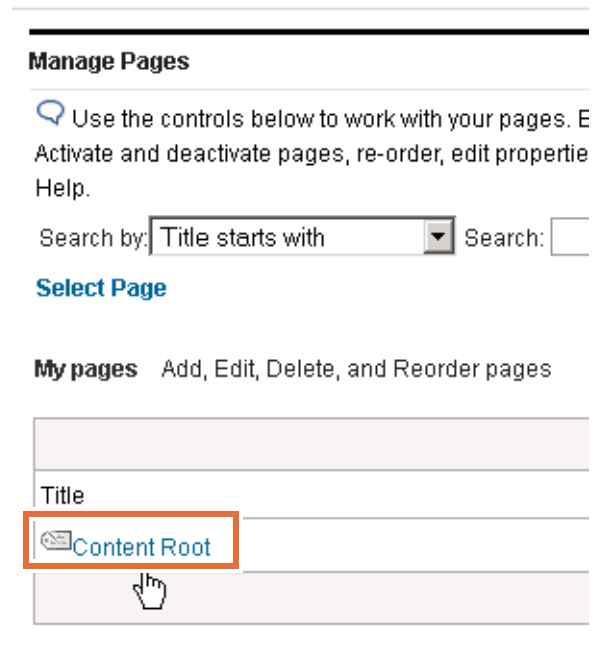 Manage Pages
Use the controls below to work with your pages. E
Activate and deactivate pages, re-order, edit propertie
Help.
Search by: Title starts with Search:
Select Page
My pages Add, Edit, Delete, and Reorder pages
Title
Content Root